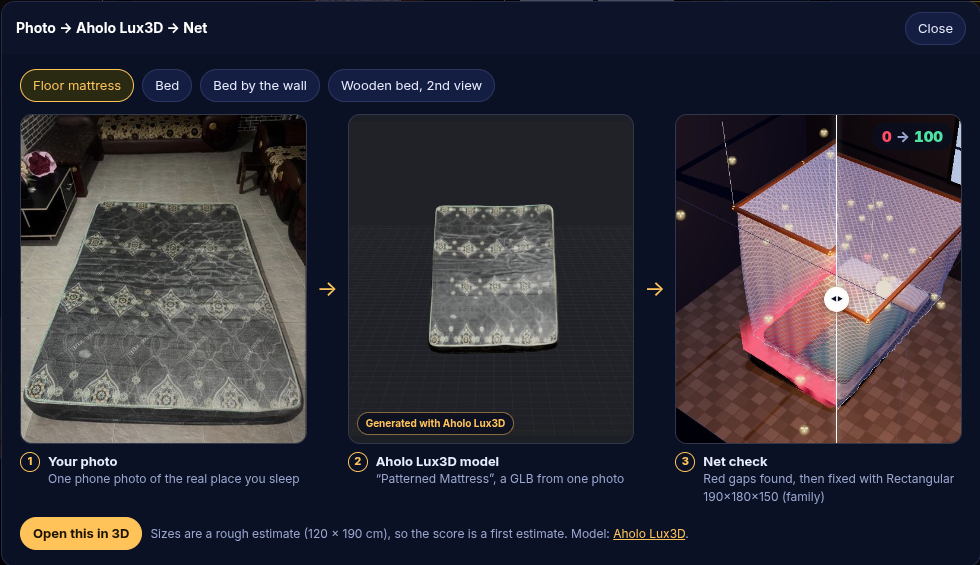 Photo → Aholo Lux3D → Net
Close
Floor mattress
Bed
Bed by the wall
Wooden bed, 2nd view
0 → 100
Generated with Aholo Lux3D
1 Your photo
One phone photo of the real place you sleep
2 Aholo Lux3D model
“Patterned Mattress”, a GLB from one photo
3 Net check
Red gaps found, then fixed with Rectangular
190×180×150 (family)
Open this in 3D
Sizes are a rough estimate (120 × 190 cm), so the score is a first estimate. Model: Aholo Lux3D.